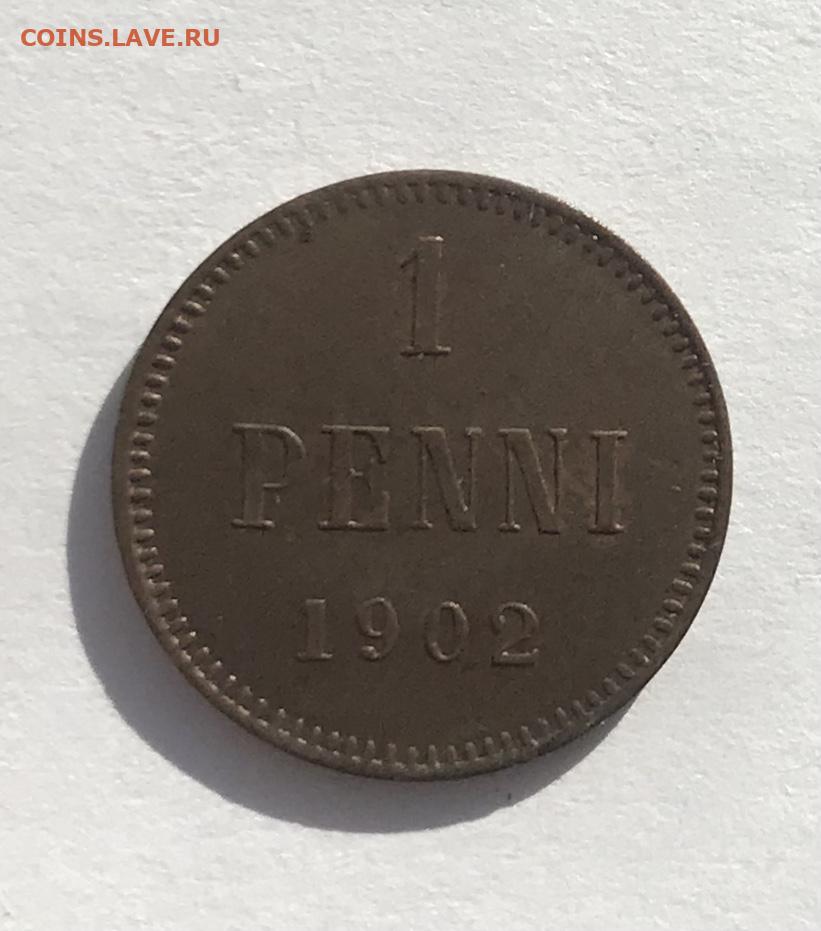 COINS.LAVE.RU
1
PENNI
1902